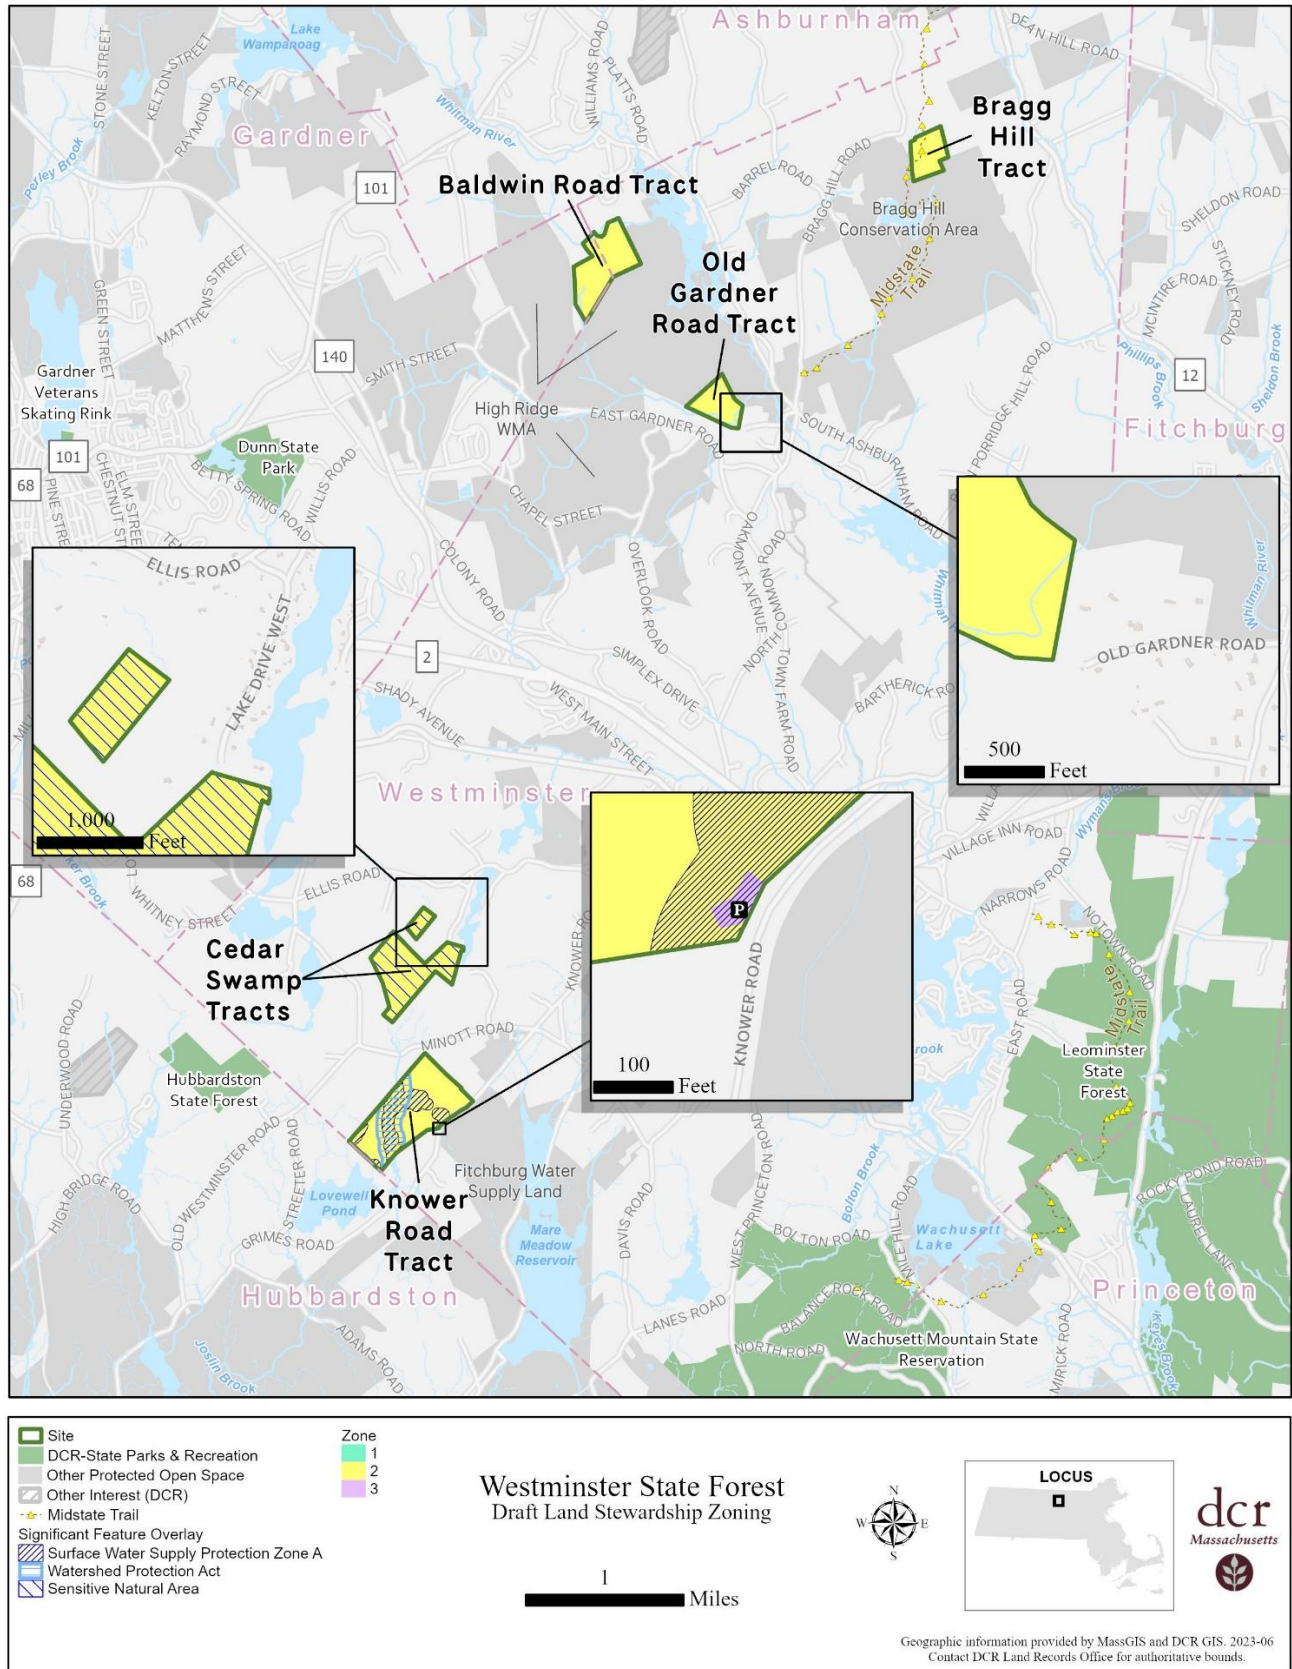 Ashburnham
DEAN HILL ROAD
Lake
Wampanoag
STONE STREET
KELTON STREET
RAYMOND STREET
WILLIAMS ROAD
PLATTS ROAD
Gardner
Whitman River
Perley Brook
101
Bragg
Hill
Tract
Baldwin Road Tract
BARREL ROAD
BRAGG HILL ROAD
Bragg Hill
Conservation Area
SHELDON ROAD
STICKNEY ROAD
MCINTIRE ROAD
Midstate
Trail
Old
Gardner
Road Tract
MATTHEWS STREET
GREEN STREET
140
SMITH STREET
Phillips Brook
12
Sheldon Brook
Gardner
Veterans
Skating Rink
High Ridge
WMA
EAST GARDNER ROAD
SOUTH ASHBURNHAM ROAD
PORRIDGE HILL ROAD
Fitchburg
101
68
Dunn State
Park
BETTY SPRING ROAD
WILLIS ROAD
PINE STREET
CHESTNUT ST
ELM STREET
CHAPEL STREET
COLONY ROAD
OVERLOOK ROAD
OAKMONT AVENUE
NORTH COMMON ROAD
TOWN FARM ROAD
Whitman
ELLIS ROAD
LAKE DRIVE WEST
1,000
Feet
2
SHADY AVENUE
WEST MAIN STREET
SIMPLEX DRIVE
BARTHERICK RO
OLD GARDNER ROAD
Whitman River
500
Feet
Westminster
VILLAGE INN ROAD
Wymans
NARROWS ROAD
NOTOWN ROAD
68
WHITNEY STREET
ELLIS ROAD
KNOWER RO
Cedar
Swamp
Tracts
P
KNOWER ROAD
100
Feet
EAST ROAD
Midstate
Trail
Leominster
State
Forest
rook
MINOTT ROAD
UNDERWOOD ROAD
Hubbardston
State Forest
OLD WESTMINSTER ROAD
STREETER ROAD
HIGH BRIDGE ROAD
GRIMES ROAD
Lovewell
Pond
Knower
Road
Tract
Fitchburg Water
Supply Land
Mare
Meadow
Reservoir
DAVIS ROAD
WEST PRINCETON ROAD
Bolton Brook
BOLTON ROAD
MILE HILL ROAD
Wachusett
Lake
ROCKY POND ROAD
LAUREL LANE
Princeton
Hubbardston
LANES ROAD
BALANCE ROCK ROAD
NORTH ROAD
Wachusett Mountain State
Reservation
MIRICK ROAD
Keyes Brook
Joslin Brook
ADAMS ROAD
Site
DCR-State Parks & Recreation
Other Protected Open Space
Other Interest (DCR)
Midstate Trail
Significant Feature Overlay
Surface Water Supply Protection Zone A
Watershed Protection Act
Sensitive Natural Area
Zone
1
2
3
Westminster State Forest
Draft Land Stewardship Zoning
1
Miles
N
W
E
S
LOCUS
dcr
Massachusetts
Geographic information provided by MassGIS and DCR GIS. 2023-06
Contact DCR Land Records Office for authoritative bounds.